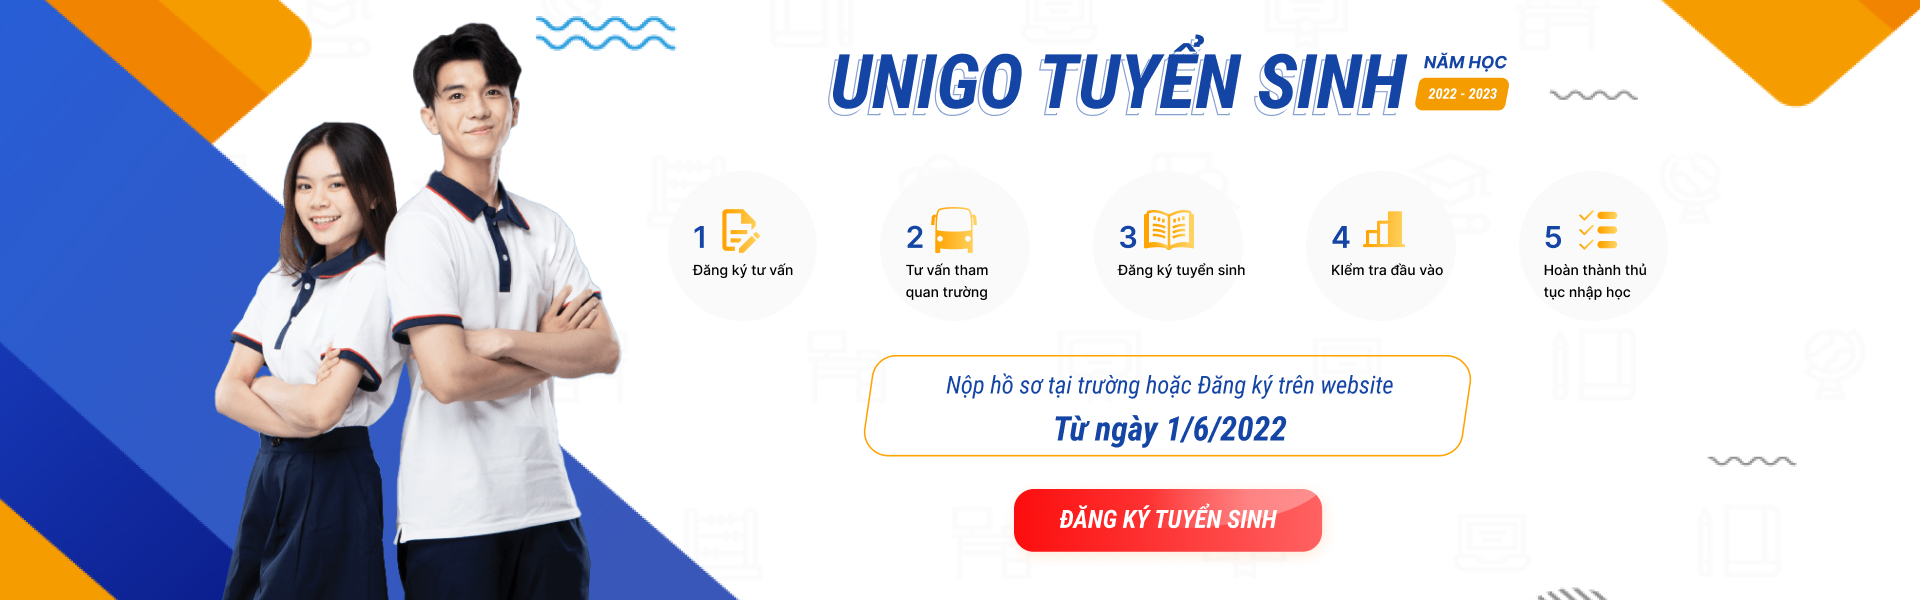 UNIGO TUYỂN SINH
NĂM HỌC
2022 - 2023
1
Đăng ký tư vấn
2
Tư vấn tham
quan trường
3
Đăng ký tuyển sinh
4
KIểm tra đầu vào
5
Hoàn thành thủ
tục nhập học
Nộp hồ sơ tại trường hoặc Đăng ký trên website
Từ ngày 1/6/2022
ĐĂNG KÝ TUYỂN SINH